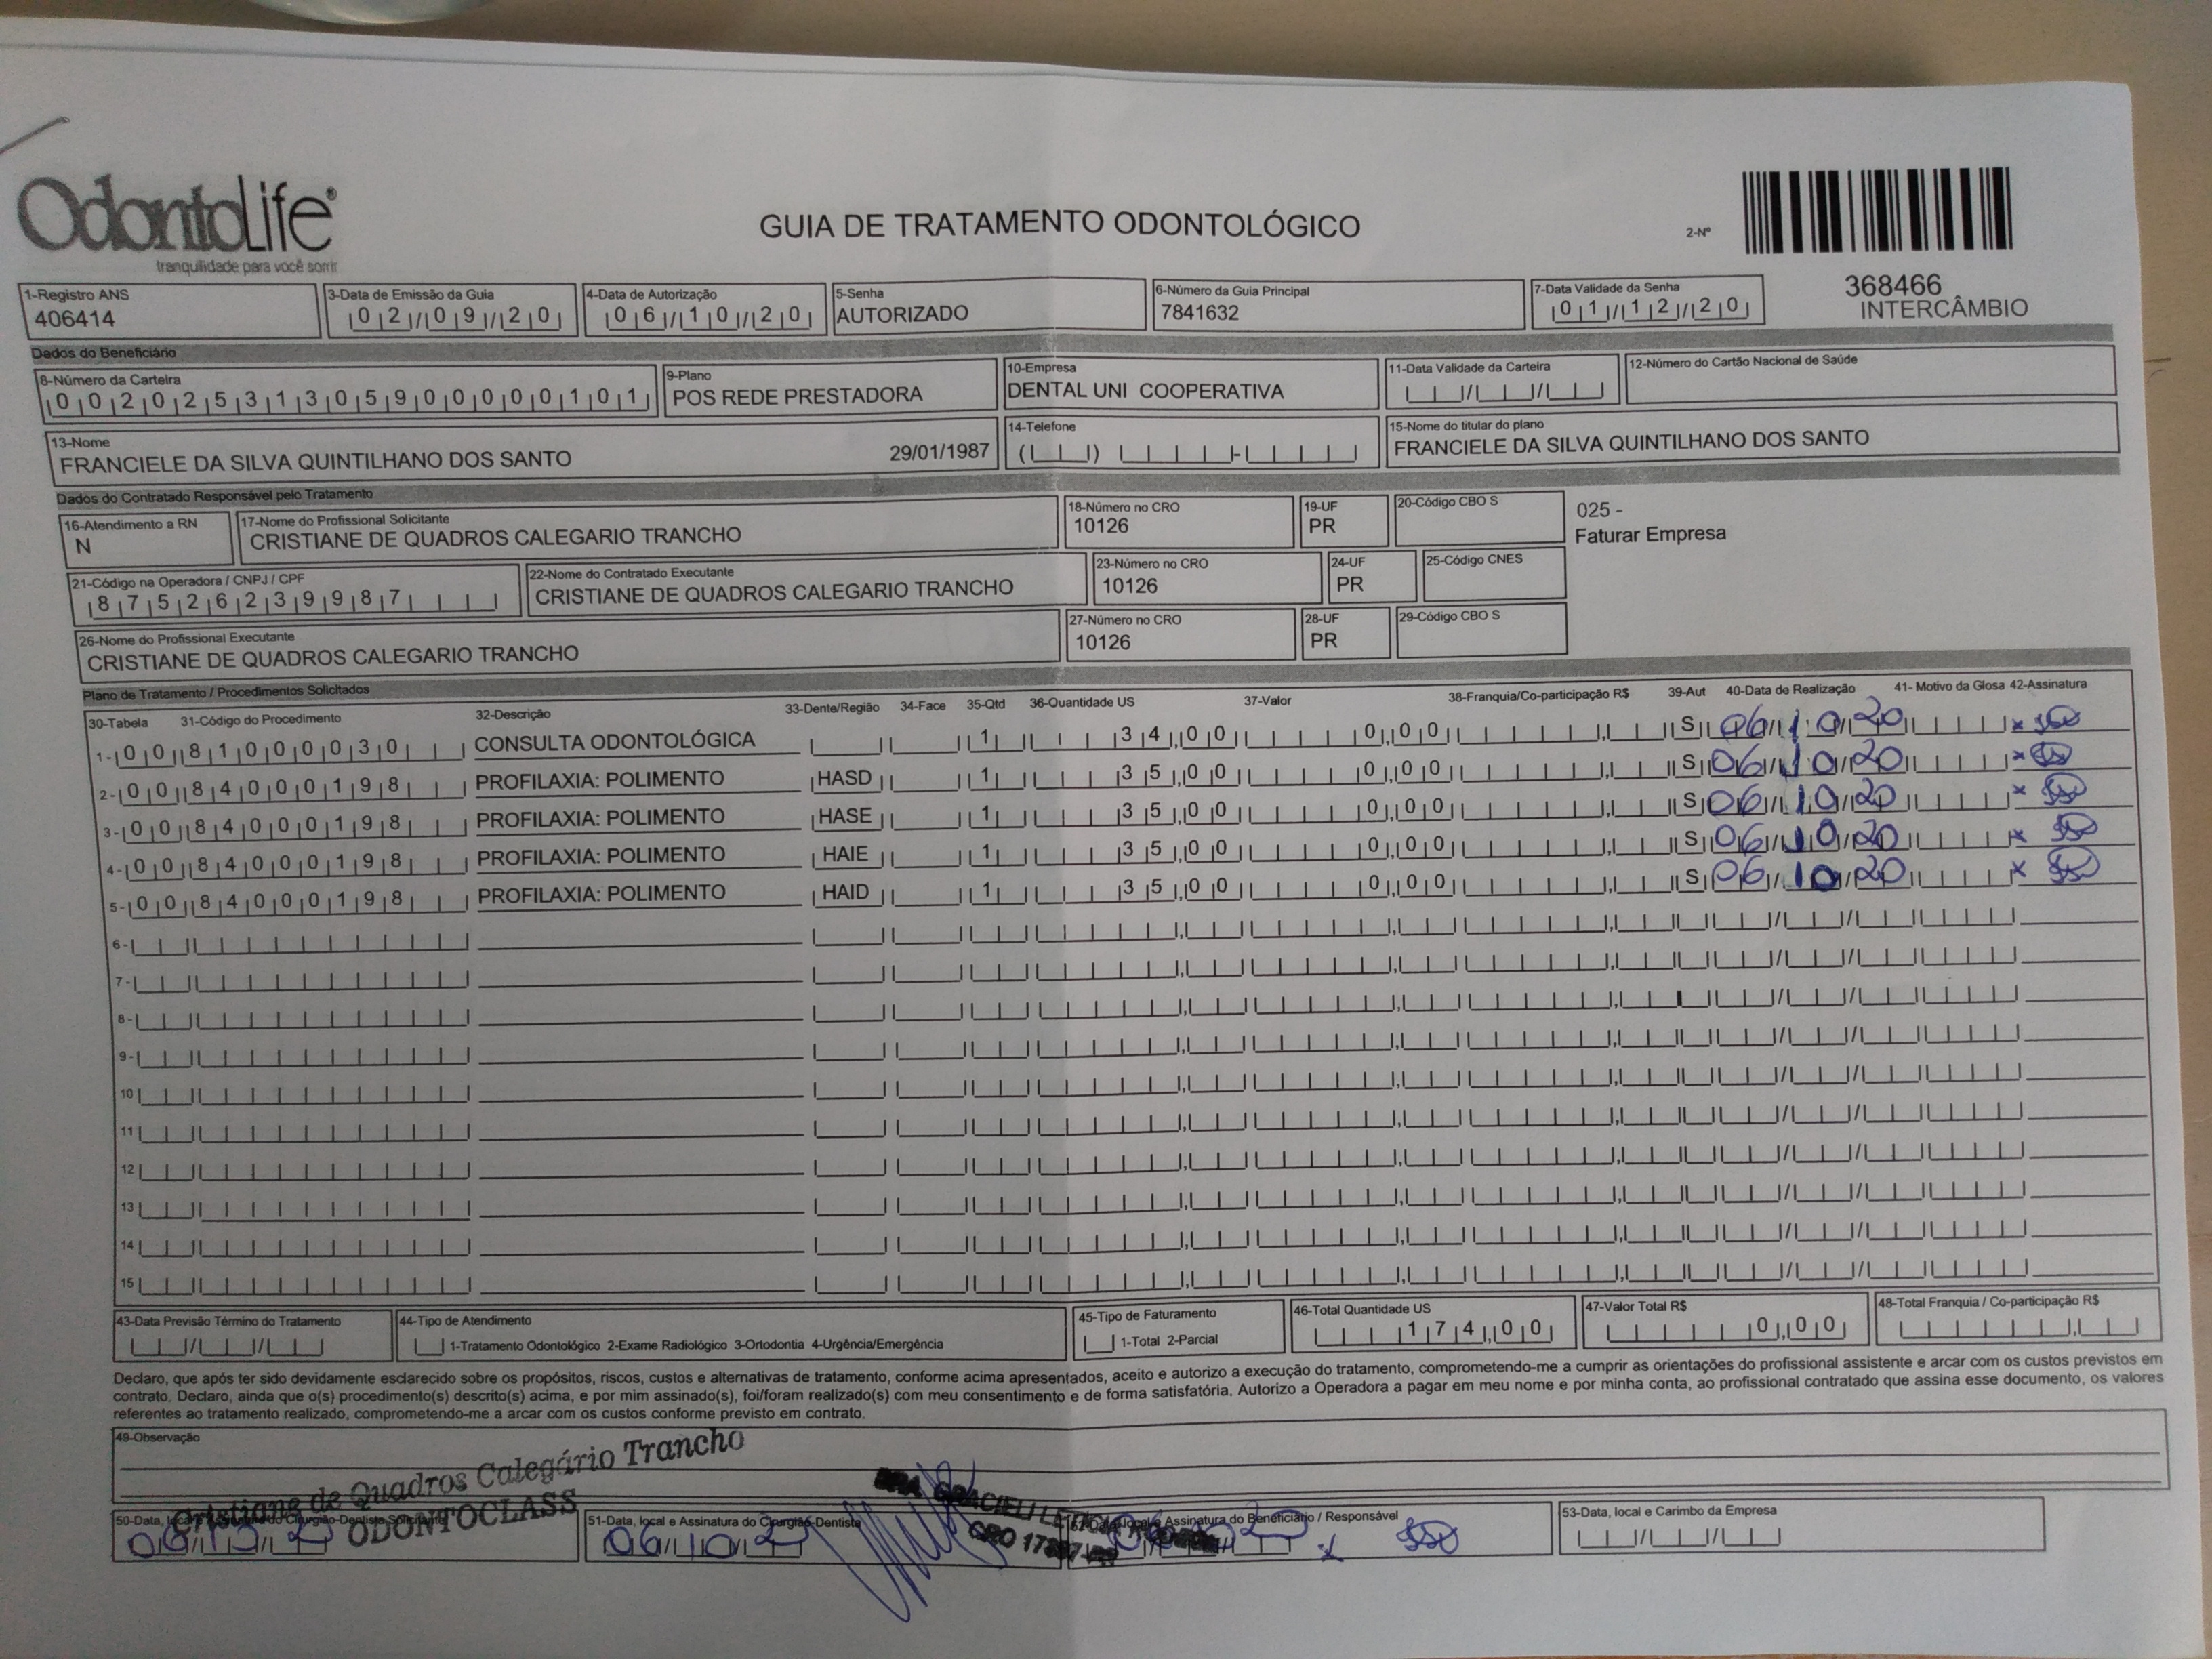 OdontoLife®
tranquilidade para você sorrir
GUIA DE TRATAMENTO ODONTOLÓGICO
2-Nº
368466
INTERCÂMBIO
1-Registro ANS
406414
3-Data de Emissão da Guia
02/09/20
4-Data de Autorização
06/10/20
5-Senha
AUTORIZADO
6-Número da Guia Principal
7841632
7-Data Validade da Senha
01/12/20
Dados do Beneficiário
8-Número da Carteira
00202531305900000101
9-Plano
POS REDE PRESTADORA
10-Empresa
DENTAL UNI COOPERATIVA
11-Data Validade da Carteira
12-Número do Cartão Nacional de Saúde
13-Nome
FRANCIELE DA SILVA QUINTILHANO DOS SANTO 29/01/1987
14-Telefone
15-Nome do titular do plano
FRANCIELE DA SILVA QUINTILHANO DOS SANTO
Dados do Contratado Responsável pelo Tratamento
16-Atendimento a RN
N
17-Nome do Profissional Solicitante
CRISTIANE DE QUADROS CALEGARIO TRANCHO
18-Número no CRO
10126
19-UF
PR
20-Código CBO S
025 -
Faturar Empresa
21-Código na Operadora / CNPJ / CPF
87526239987
22-Nome do Contratado Executante
CRISTIANE DE QUADROS CALEGARIO TRANCHO
23-Número no CRO
10126
24-UF
PR
25-Código CNES
26-Nome do Profissional Executante
CRISTIANE DE QUADROS CALEGARIO TRANCHO
27-Número no CRO
10126
28-UF
PR
29-Código CBO S
Plano de Tratamento / Procedimentos Solicitados
30-Tabela 31-Código do Procedimento 32-Descrição 33-Dente/Região 34-Face 35-Qtd 36-Quantidade US 37-Valor 38-Franquia/Co-participação R$ 39-Aut 40-Data de Realização 41- Motivo da Glosa 42-Assinatura
1- 00 81000030 CONSULTA ODONTOLÓGICA 1 34,00 0,00 S 06/10/20 x
2- 00 84000198 PROFILAXIA: POLIMENTO HASD 1 35,00 0,00 S 06/10/20 x
3- 00 84000198 PROFILAXIA: POLIMENTO HASE 1 35,00 0,00 S 06/10/20 x
4- 00 84000198 PROFILAXIA: POLIMENTO HAIE 1 35,00 0,00 S 06/10/20 x
5- 00 84000198 PROFILAXIA: POLIMENTO HAID 1 35,00 0,00 S 06/10/20 x
6-
7-
8-
9-
10
11
12
13
14
15
43-Data Previsão Término do Tratamento
44-Tipo de Atendimento
1-Tratamento Odontológico 2-Exame Radiológico 3-Ortodontia 4-Urgência/Emergência
45-Tipo de Faturamento
1-Total 2-Parcial
46-Total Quantidade US
174,00
47-Valor Total R$
0,00
48-Total Franquia / Co-participação R$
Declaro, que após ter sido devidamente esclarecido sobre os propósitos, riscos, custos e alternativas de tratamento, conforme acima apresentados, aceito e autorizo a execução do tratamento, comprometendo-me a cumprir as orientações do profissional assistente e arcar com os custos previstos em
contrato. Declaro, ainda que o(s) procedimento(s) descrito(s) acima, e por mim assinado(s), foi/foram realizado(s) com meu consentimento e de forma satisfatória. Autorizo a Operadora a pagar em meu nome e por minha conta, ao profissional contratado que assina esse documento, os valores
referentes ao tratamento realizado, comprometendo-me a arcar com os custos conforme previsto em contrato.
49-Observação
Cristiane de Quadros Calegário Trancho
ODONTOCLASS
50-Data, local e Assinatura do Cirurgião-Dentista Solicitante
06/10/20
51-Data, local e Assinatura do Cirurgião-Dentista
06/10/20
GRACIELI
CRO
52-Data, local e Assinatura do Beneficiário / Responsável
06/10/20 x
53-Data, local e Carimbo da Empresa